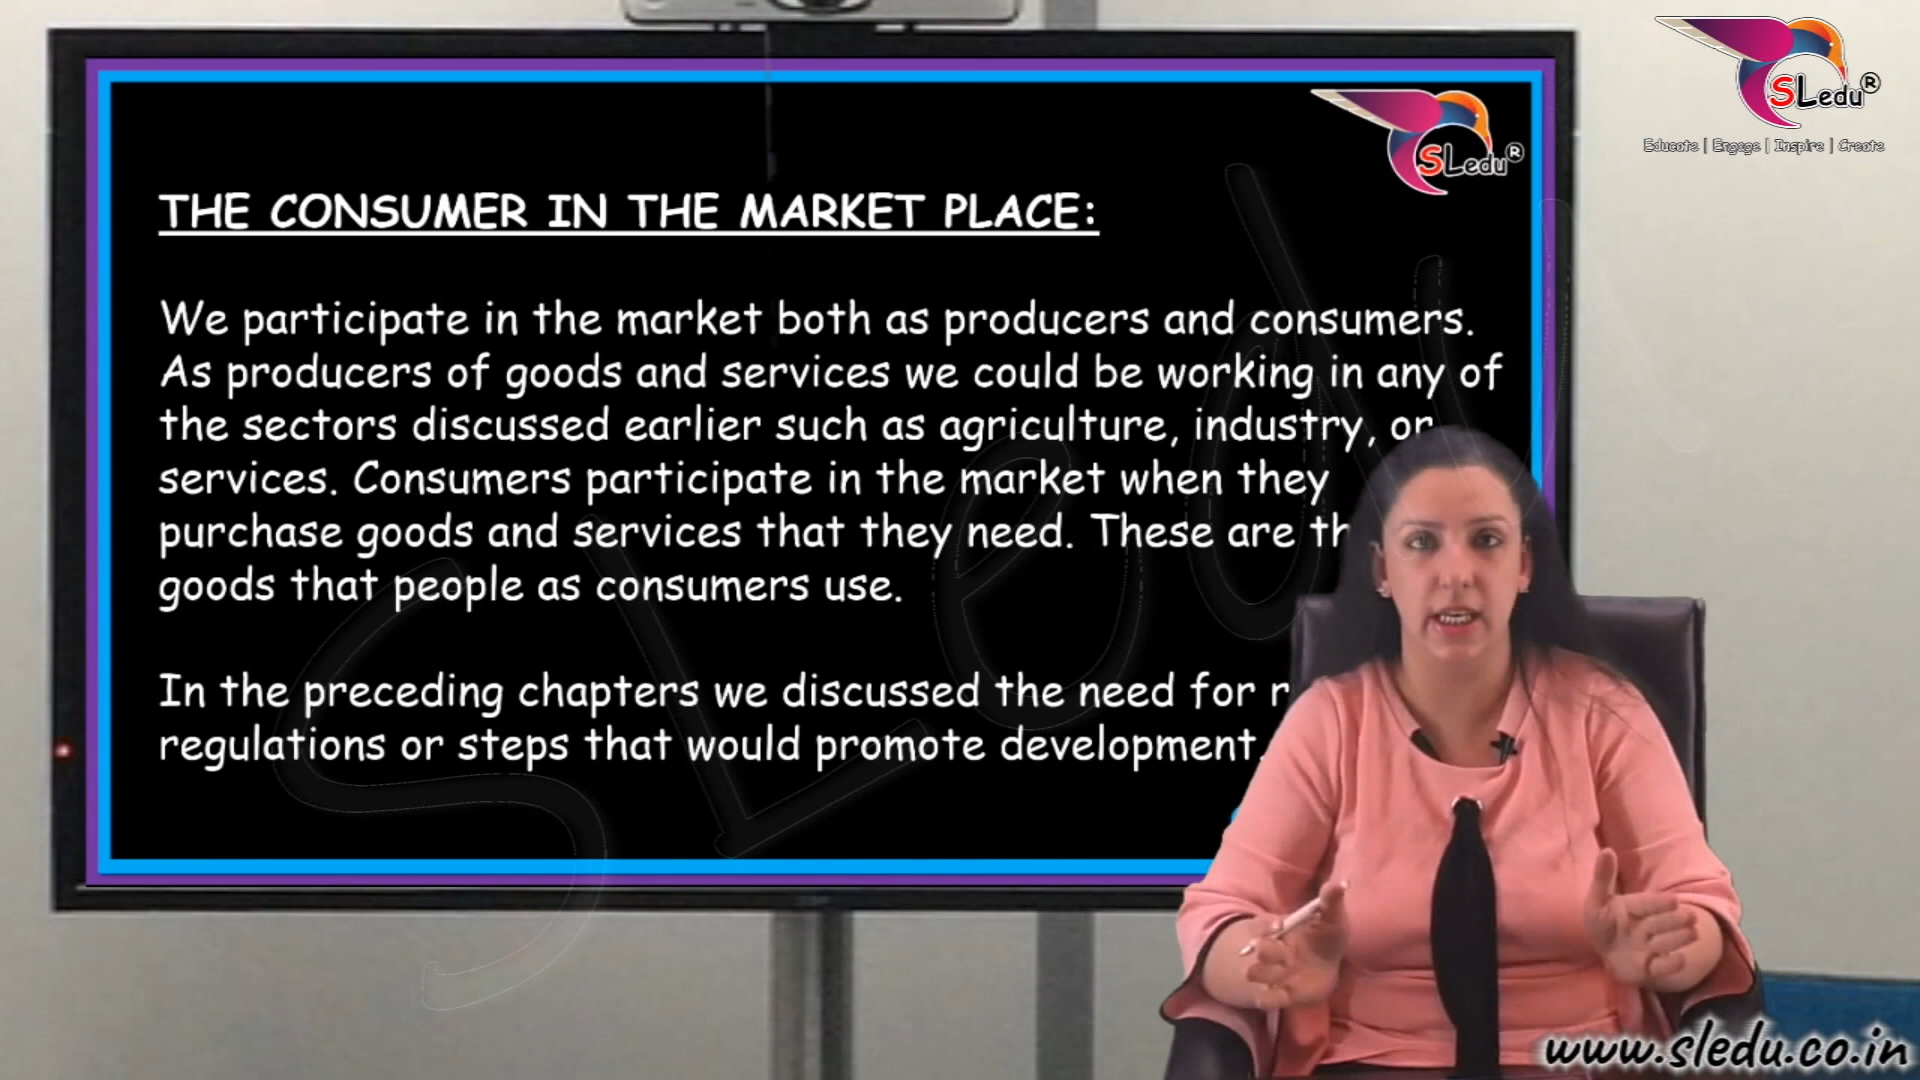 SLedu®
Educate | Engage | Inspire | Create
SLedu®
THE CONSUMER IN THE MARKET PLACE:
We participate in the market both as producers and consumers.
As producers of goods and services we could be working in any of
the sectors discussed earlier such as agriculture, industry, or
services. Consumers participate in the market when they
purchase goods and services that they need. These are
goods that people as consumers use.
In the preceding chapters we discussed the need for
regulations or steps that would promote development.
SLedu
www.sledu.co.in